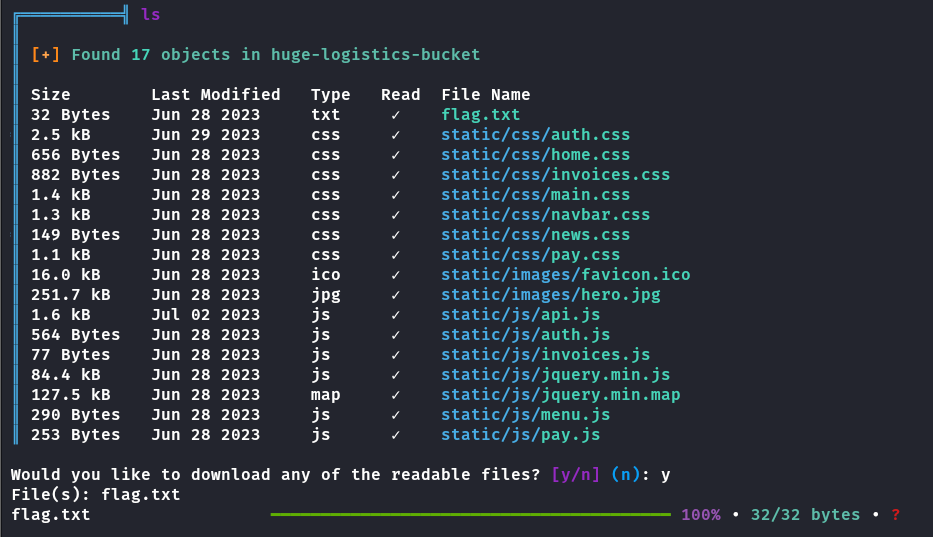 ls
[+] Found 17 objects in huge-logistics-bucket
Size Last Modified Type Read File Name
32 Bytes Jun 28 2023 txt ✓ flag.txt
2.5 kB Jun 29 2023 css ✓ static/css/auth.css
656 Bytes Jun 28 2023 css ✓ static/css/home.css
882 Bytes Jun 28 2023 css ✓ static/css/invoices.css
1.4 kB Jun 28 2023 css ✓ static/css/main.css
1.3 kB Jun 28 2023 css ✓ static/css/navbar.css
149 Bytes Jun 28 2023 css ✓ static/css/news.css
1.1 kB Jun 28 2023 css ✓ static/css/pay.css
16.0 kB Jun 28 2023 ico ✓ static/images/favicon.ico
251.7 kB Jun 28 2023 jpg ✓ static/images/hero.jpg
1.6 kB Jul 02 2023 js ✓ static/js/api.js
564 Bytes Jun 28 2023 js ✓ static/js/auth.js
77 Bytes Jun 28 2023 js ✓ static/js/invoices.js
84.4 kB Jun 28 2023 js ✓ static/js/jquery.min.js
127.5 kB Jun 28 2023 map ✓ static/js/jquery.min.map
290 Bytes Jun 28 2023 js ✓ static/js/menu.js
253 Bytes Jun 28 2023 js ✓ static/js/pay.js
Would you like to download any of the readable files? [y/n] (n): y
File(s): flag.txt
flag.txt 100% • 32/32 bytes • ?